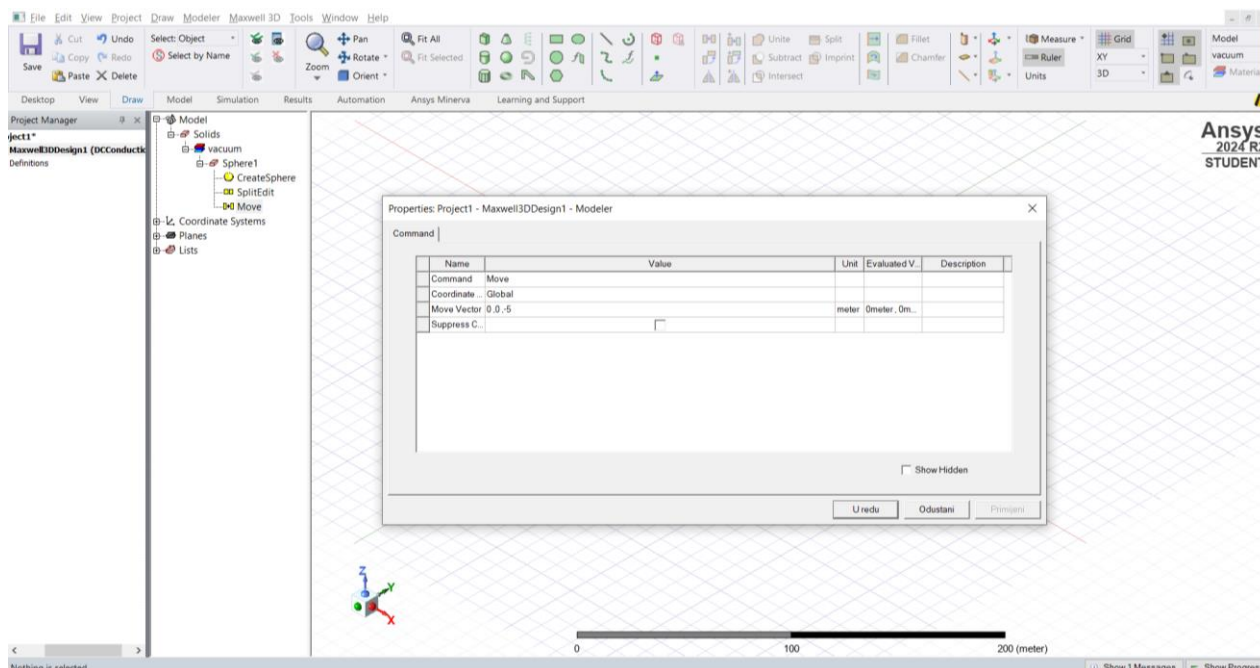 File Edit View Project Draw Modeler Maxwell 3D Tools Window Help
Save
Cut
Copy
Paste
Undo
Redo
Delete
Select: Object
Select by Name
Zoom
Pan
Rotate
Orient
Fit All
Fit Selected
Unite
Subtract
Intersect
Split
Imprint
Fillet
Chamfer
Measure
Ruler
Units
Grid
XY
3D
Model
vacuum
Materia
Desktop View Draw Model Simulation Results Automation Ansys Minerva Learning and Support
Project Manager
ject1*
Maxwell3DDesign1 (DCConductic
Definitions
Model
Solids
vacuum
Sphere1
CreateSphere
SplitEdit
Move
Coordinate Systems
Planes
Lists
Ansys
2024 R
STUDENT
Properties: Project1 - Maxwell3DDesign1 - Modeler
Command
Name Value Unit Evaluated V... Description
Command Move
Coordinate ... Global
Move Vector 0 ,0 ,-5 meter 0meter , 0m...
Suppress C...
Show Hidden
U redu Odustani Primijeni
Z
Y
X
0 100 200 (meter)
Nothing is selected
Show 1 Messages Show Progres